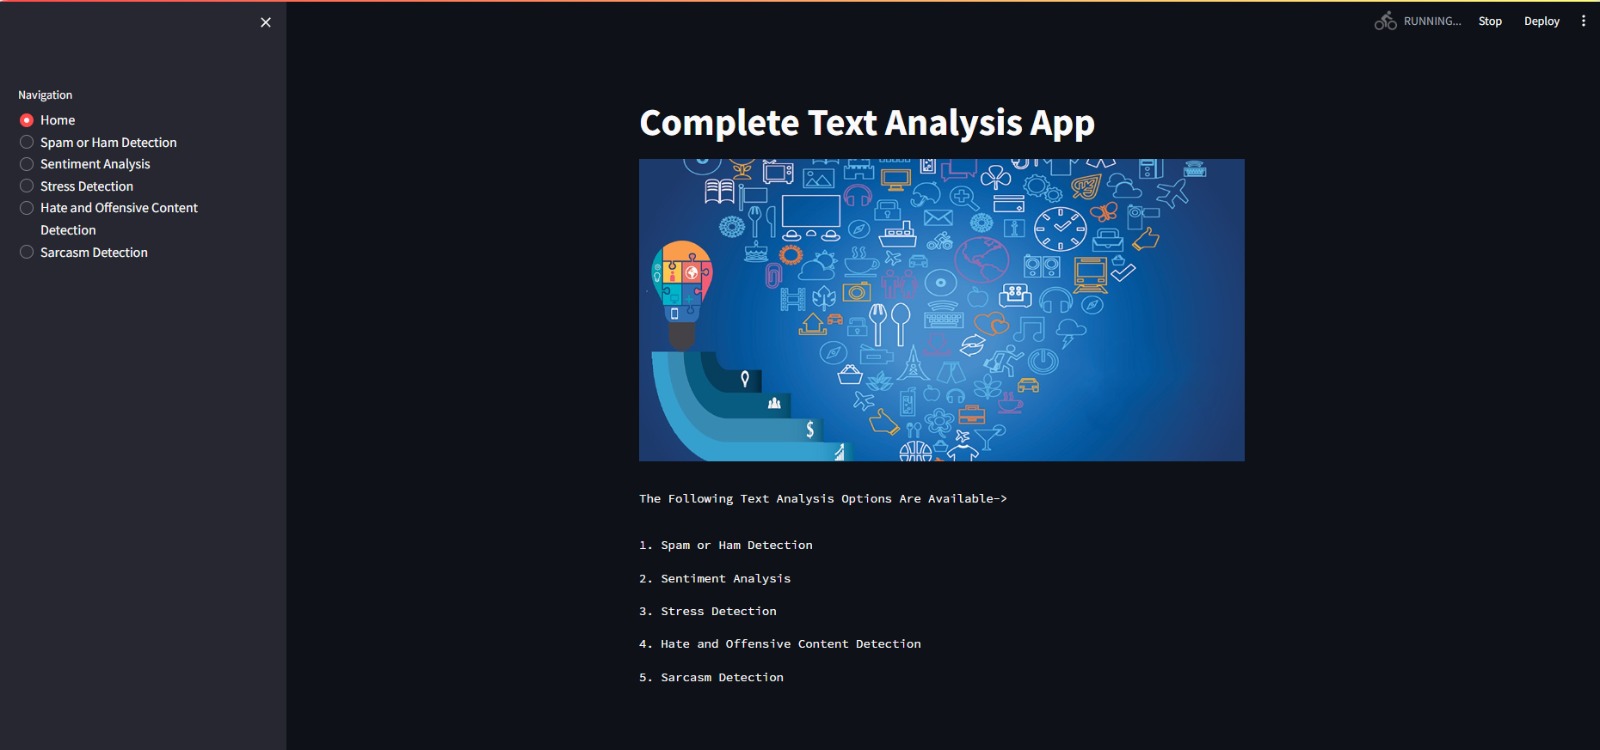 RUNNING...
Stop
Deploy
Navigation
Home
Spam or Ham Detection
Sentiment Analysis
Stress Detection
Hate and Offensive Content
Detection
Sarcasm Detection
Complete Text Analysis App
$
The Following Text Analysis Options Are Available->
1. Spam or Ham Detection
2. Sentiment Analysis
3. Stress Detection
4. Hate and Offensive Content Detection
5. Sarcasm Detection